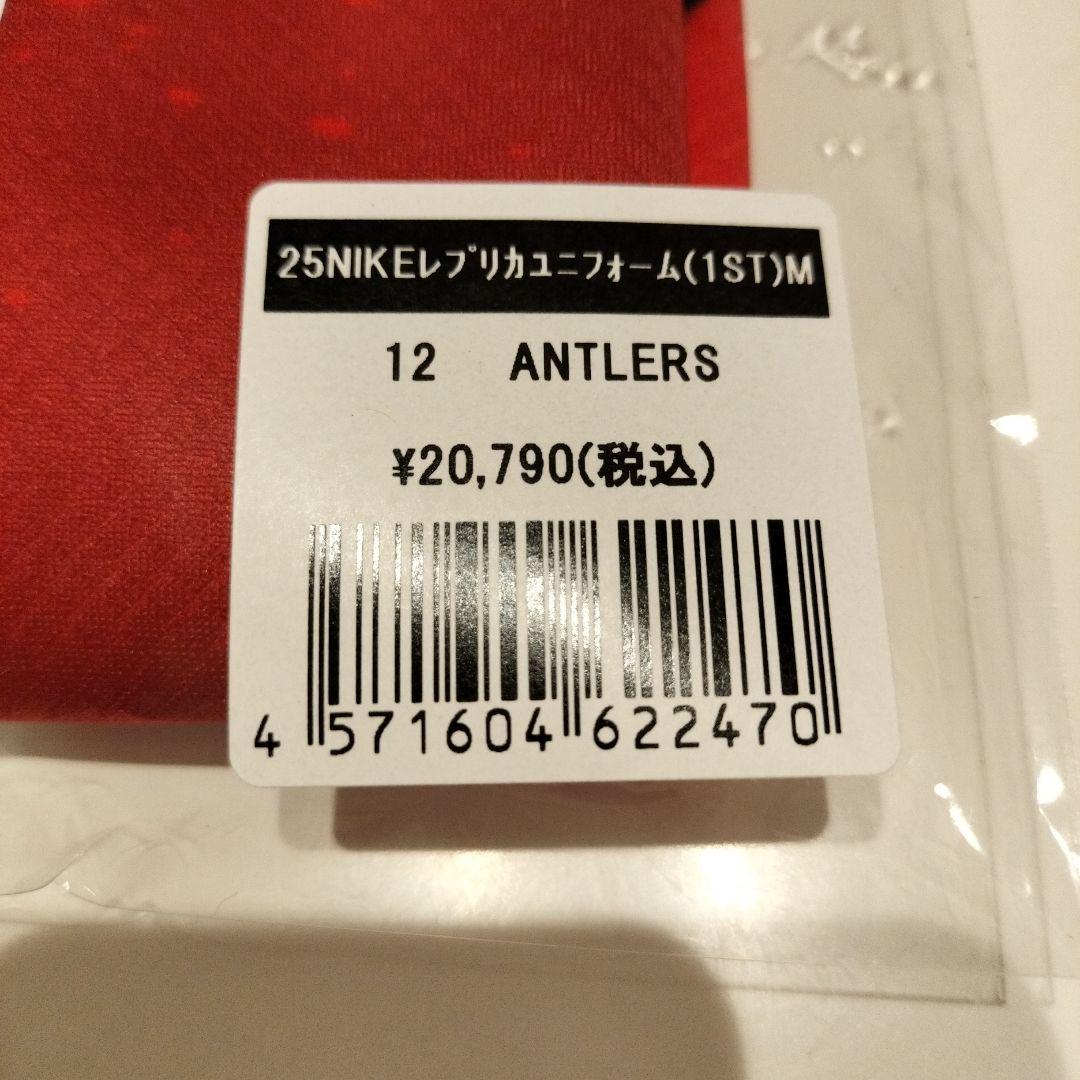 25NIKEﾚﾌﾟﾘｶﾕﾆﾌｫｰﾑ(1ST)M
12 ANTLERS
¥20,790(税込)
4 571604 622470